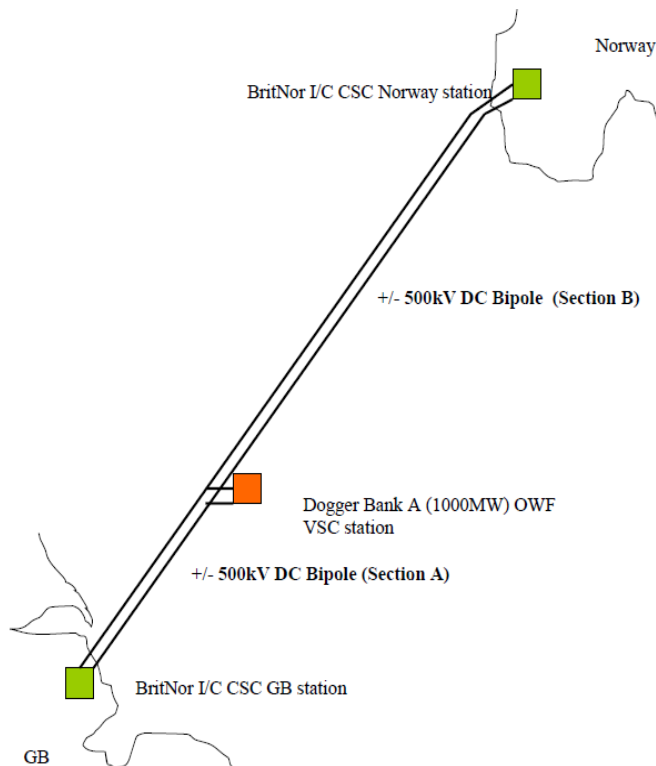 Norway
BritNor I/C CSC Norway station
+/- 500kV DC Bipole (Section B)
Dogger Bank A (1000MW) OWF
VSC station
+/- 500kV DC Bipole (Section A)
BritNor I/C CSC GB station
GB